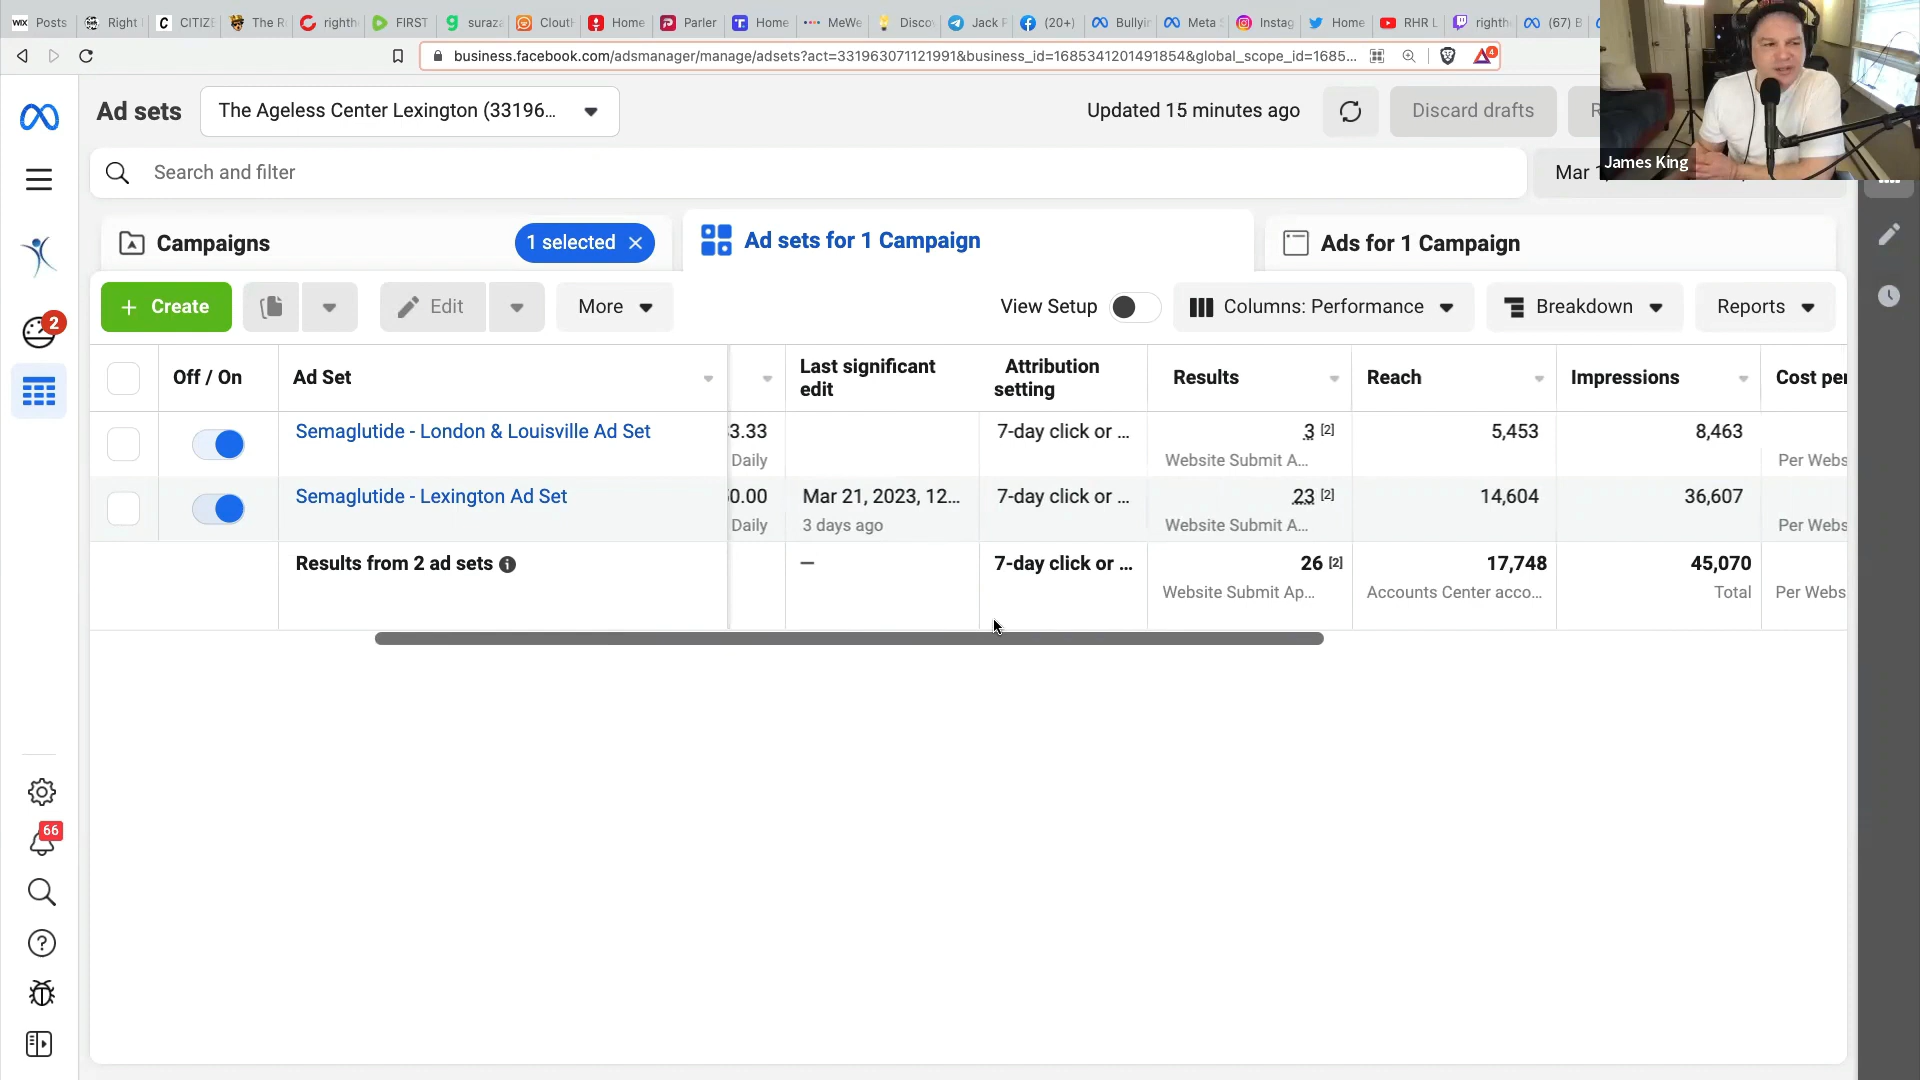 WIX Posts
Right
C CITIZE
The R
righth
FIRST
suraza
Clouth
Home
Parler
Home
MeWe
Disco
Jack R
(20+)
Bullyin
Meta
Instag
Home
RHR L
righth
(67) B
business.facebook.com/adsmanager/manage/adsets?act=331963071121991&business_id=1685341201491854&global_scope_id=1685...
4
Ad sets
The Ageless Center Lexington (33196...
Updated 15 minutes ago
Discard drafts
R
James King
Search and filter
Mar
Campaigns
1 selected
Ad sets for 1 Campaign
Ads for 1 Campaign
Create
Edit
More
View Setup
Columns: Performance
Breakdown
Reports
2
Off / On
Ad Set
Last significant edit
Attribution setting
Results
Reach
Impressions
Cost per
Semaglutide - London & Louisville Ad Set
3.33
7-day click or ...
3 [2]
5,453
8,463
Daily
Website Submit A...
Per Webs
Semaglutide - Lexington Ad Set
0.00
Mar 21, 2023, 12...
7-day click or ...
23 [2]
14,604
36,607
Daily
3 days ago
Website Submit A...
Per Webs
Results from 2 ad sets
—
7-day click or ...
26 [2]
17,748
45,070
Website Submit Ap...
Accounts Center acco...
Total
Per Webs
66